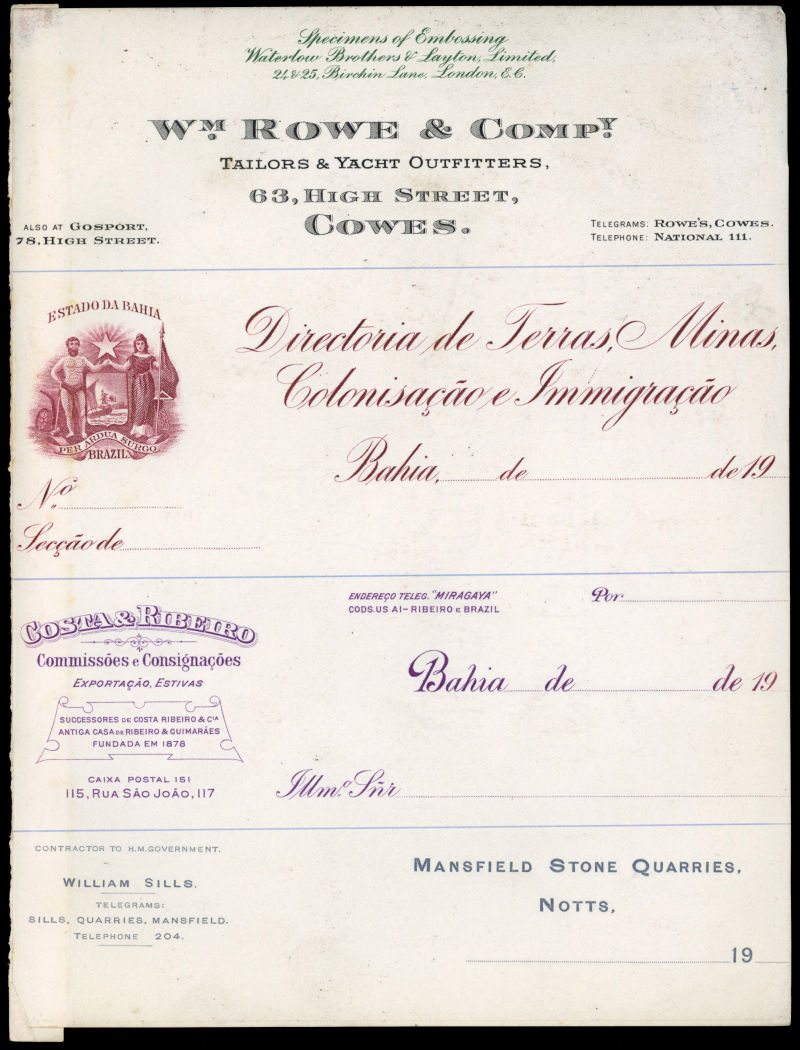 Specimens of Embossing
Waterlow Brothers & Layton, Limited,
24 & 25, Birchin Lane, London, E.C.
Wm. Rowe & Compy.
Tailors & Yacht Outfitters,
63, High Street,
Cowes.
Also at Gosport,
78, High Street.
Telegrams: Rowe's, Cowes.
Telephone: National 111.
ESTADO DA BAHIA
PER ARDUA SURGO
BRAZIL
Directoria de Terras, Minas,
Colonisação e Immigração
Bahia, de de 19
No.
Secção de
Costa & Ribeiro
Commissões e Consignações
Exportação, Estivas
Successores de Costa Ribeiro & Cia
Antiga Casa de Ribeiro & Guimarães
Fundada em 1878
Caixa Postal 151
115, Rua São João, 117
Endereço Teleg. "Miragaya"
Cods. US A1 – Ribeiro e Brazil
Por
Bahia de de 19
Illmo. Sñr
Contractor to H.M. Government.
William Sills.
Telegrams:
Sills, Quarries, Mansfield.
Telephone 204.
Mansfield Stone Quarries,
Notts,
19